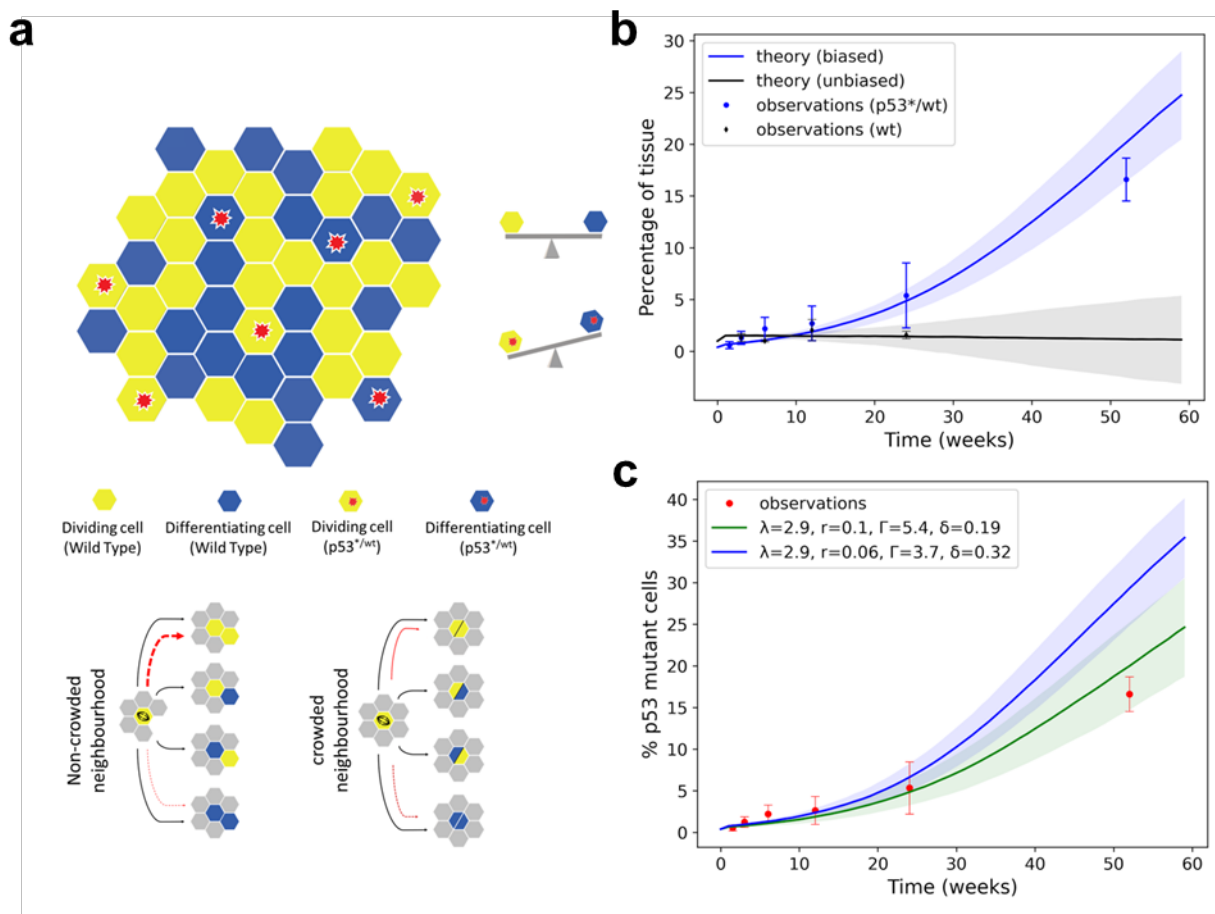 a
Dividing cell
(Wild Type)
Differentiating cell
(Wild Type)
Dividing cell
(p53*/wt)
Differentiating cell
(p53*/wt)
Non-crowded
neighbourhood
crowded
neighbourhood
b
30
25
20
15
10
5
0
Percentage of tissue
theory (biased)
theory (unbiased)
observations (p53*/wt)
observations (wt)
0 10 20 30 40 50 60
Time (weeks)
c
40
35
30
25
20
15
10
5
0
% p53 mutant cells
observations
λ=2.9, r=0.1, Γ=5.4, δ=0.19
λ=2.9, r=0.06, Γ=3.7, δ=0.32
0 10 20 30 40 50 60
Time (weeks)